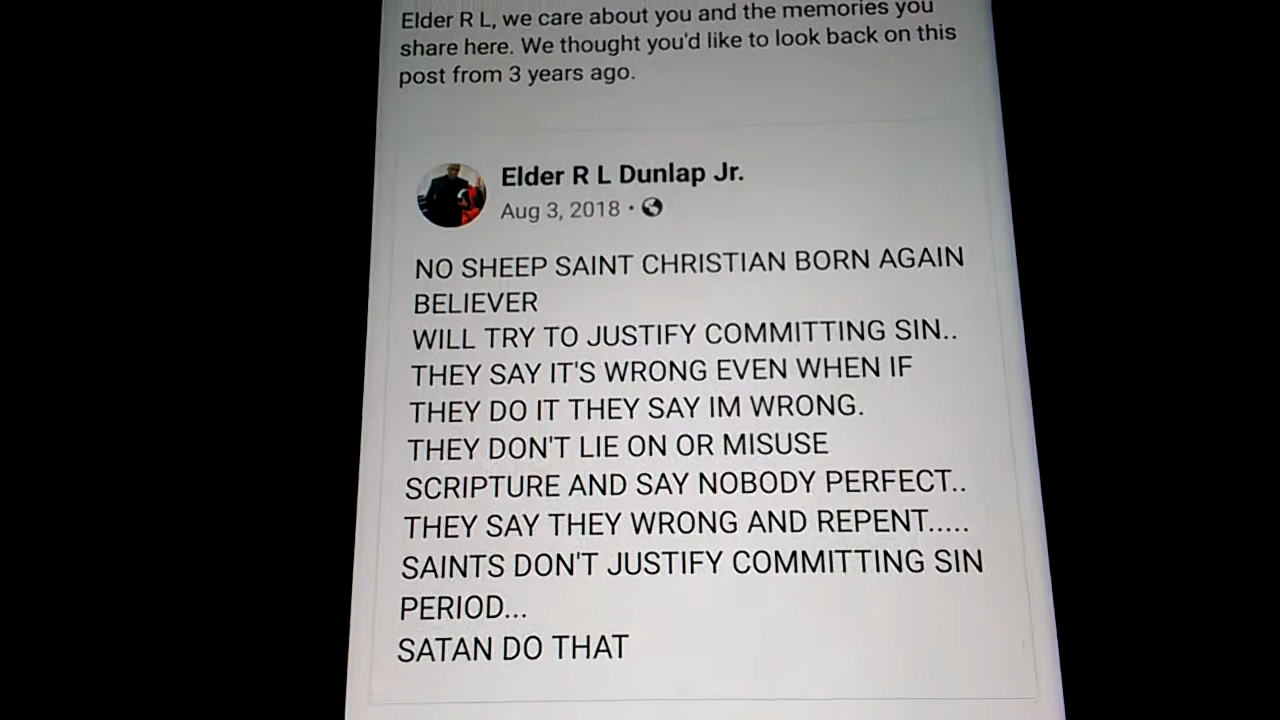 Elder R L, we care about you and the memories you
share here. We thought you'd like to look back on this
post from 3 years ago.
Elder R L Dunlap Jr.
Aug 3, 2018 ·
NO SHEEP SAINT CHRISTIAN BORN AGAIN
BELIEVER
WILL TRY TO JUSTIFY COMMITTING SIN..
THEY SAY IT'S WRONG EVEN WHEN IF
THEY DO IT THEY SAY IM WRONG.
THEY DON'T LIE ON OR MISUSE
SCRIPTURE AND SAY NOBODY PERFECT..
THEY SAY THEY WRONG AND REPENT.....
SAINTS DON'T JUSTIFY COMMITTING SIN
PERIOD...
SATAN DO THAT